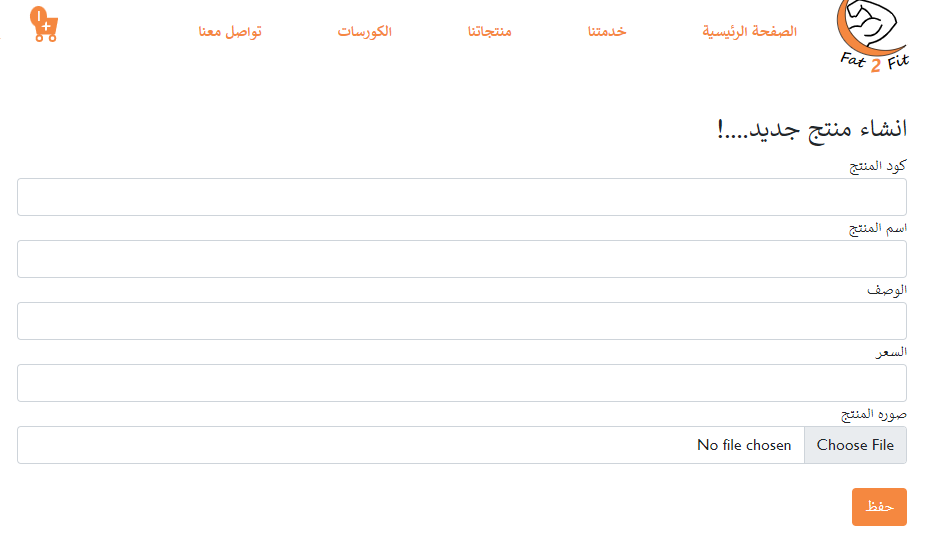 Fat 2 Fit
الصفحة الرئيسية خدمتنا منتجاتنا الكورسات تواصل معنا
1+
انشاء منتج جديد....!
كود المنتج
اسم المنتج
الوصف
السعر
صوره المنتج
Choose File No file chosen
حفظ